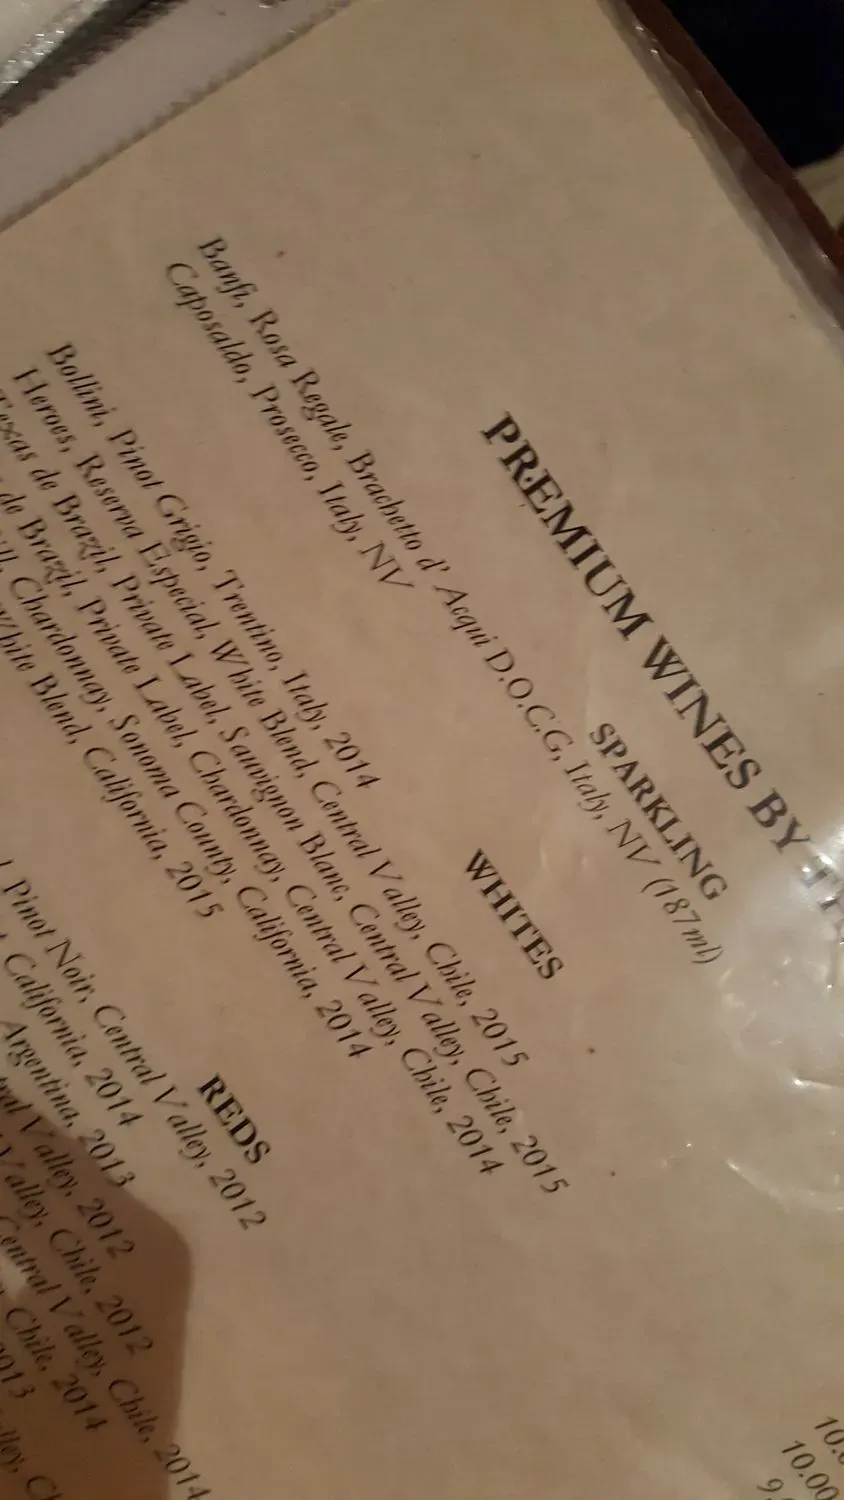 PREMIUM WINES BY
SPARKLING
Banfi, Rosa Regale, Brachetto d' Acqui D.O.C.G, Italy, NV (187ml)
Caposaldo, Prosecco, Italy, NV
WHITES
Bollini, Pinot Grigio, Trentino, Italy, 2014
Heroes, Reserva Especial, White Blend, Central Valley, Chile, 2015
Texas de Brazil, Private Label, Sauvignon Blanc, Central Valley, Chile, 2015
de Brazil, Private Label, Chardonnay, Central Valley, Chile, 2014
Chardonnay, Sonoma County, California, 2014
White Blend, California, 2015
REDS
Pinot Noir, Central Valley, 2012
California, 2014
Argentina, 2013
Valley, 2012
Valley, Chile, 2012
Central Valley, Chile, 2014
Chile, 2014
2013
10.00